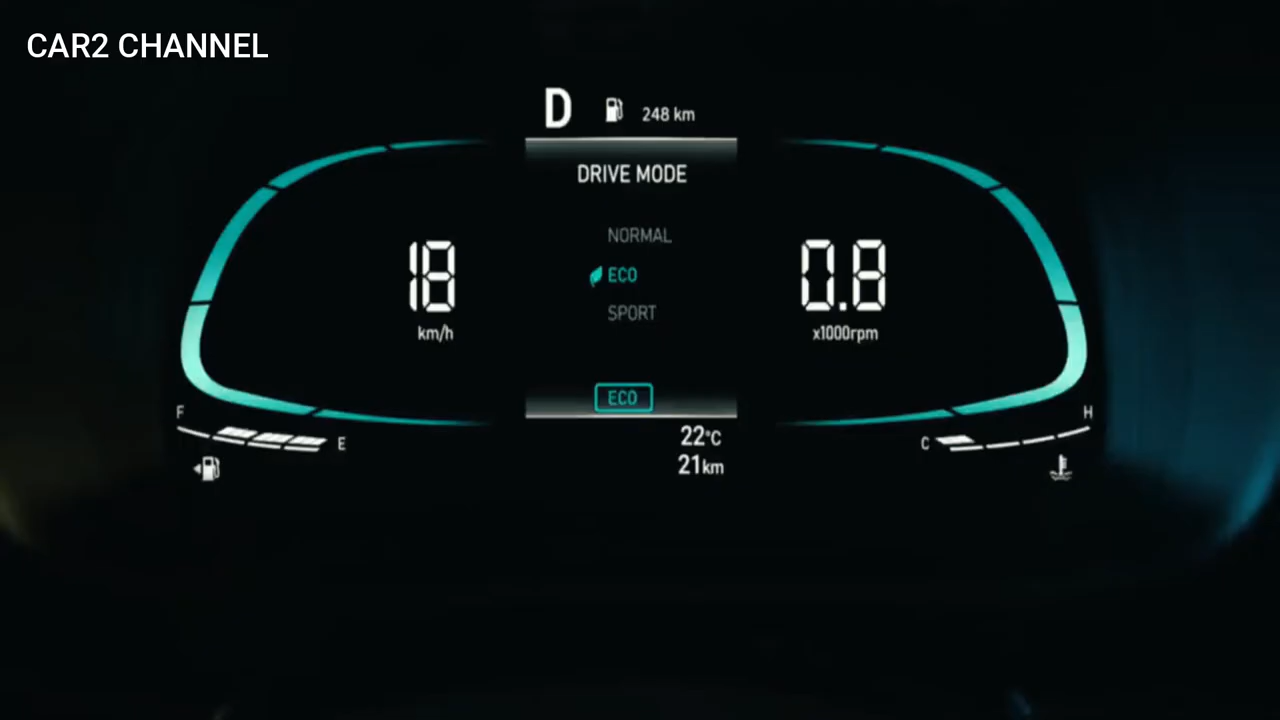 CAR2 CHANNEL
D 248 km
DRIVE MODE
NORMAL
ECO
SPORT
18
km/h
0.8
x1000rpm
ECO
F
E
22°C
21km
C
H